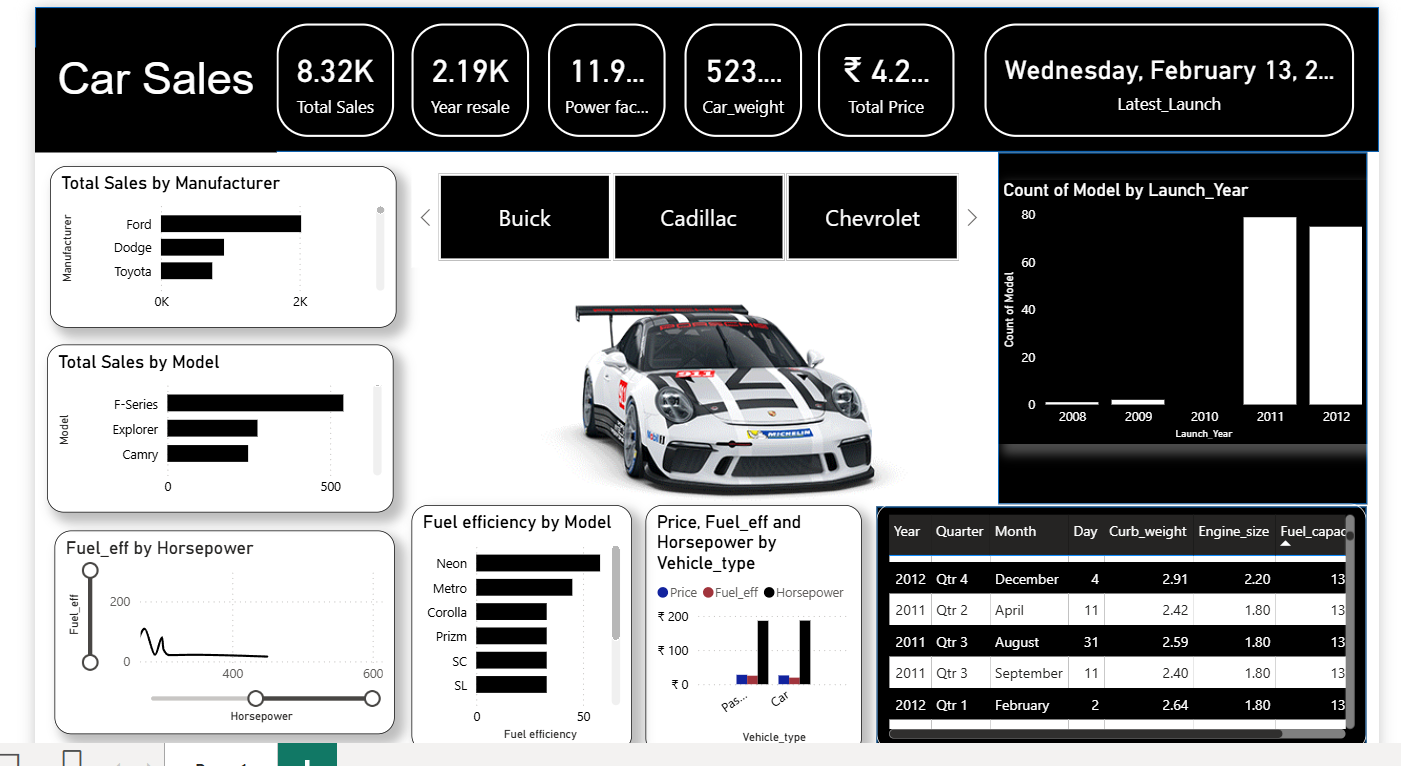 Car Sales
8.32K
Total Sales
2.19K
Year resale
11.9...
Power fac...
523....
Car_weight
₹ 4.2...
Total Price
Wednesday, February 13, 2...
Latest_Launch
Total Sales by Manufacturer
Manufacturer
Ford
Dodge
Toyota
0K 2K
Total Sales by Model
Model
F-Series
Explorer
Camry
0 500
Fuel_eff by Horsepower
Fuel_eff
200
0
400 600
Horsepower
Buick Cadillac Chevrolet
PORSCHE
911
Mobil 1
MICHELIN
Count of Model by Launch_Year
Count of Model
80
60
40
20
0
2008 2009 2010 2011 2012
Launch_Year
Fuel efficiency by Model
Neon
Metro
Corolla
Prizm
SC
SL
0 50
Fuel efficiency
Price, Fuel_eff and
Horsepower by
Vehicle_type
Price Fuel_eff Horsepower
₹ 200
₹ 100
₹ 0
Pas... Car
Vehicle_type
Year Quarter Month Day Curb_weight Engine_size Fuel_capac
2012 Qtr 4 December 4 2.91 2.20 13
2011 Qtr 2 April 11 2.42 1.80 13
2011 Qtr 3 August 31 2.59 1.80 13
2011 Qtr 3 September 11 2.40 1.80 13
2012 Qtr 1 February 2 2.64 1.80 13